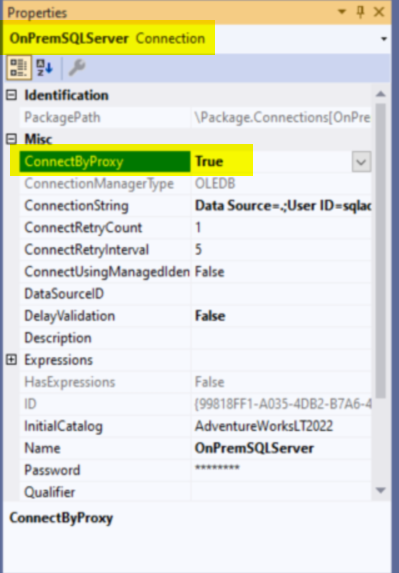 Properties
OnPremSQLServer Connection
Identification
PackagePath \Package.Connections[OnPre
Misc
ConnectByProxy True
ConnectionManagerType OLEDB
ConnectionString Data Source=.;User ID=sqlac
ConnectRetryCount 1
ConnectRetryInterval 5
ConnectUsingManagedIden False
DataSourceID
DelayValidation False
Description
Expressions
HasExpressions False
ID {99818FF1-A035-4DB2-B7A6-4
InitialCatalog AdventureWorksLT2022
Name OnPremSQLServer
Password ********
Qualifier
ConnectByProxy